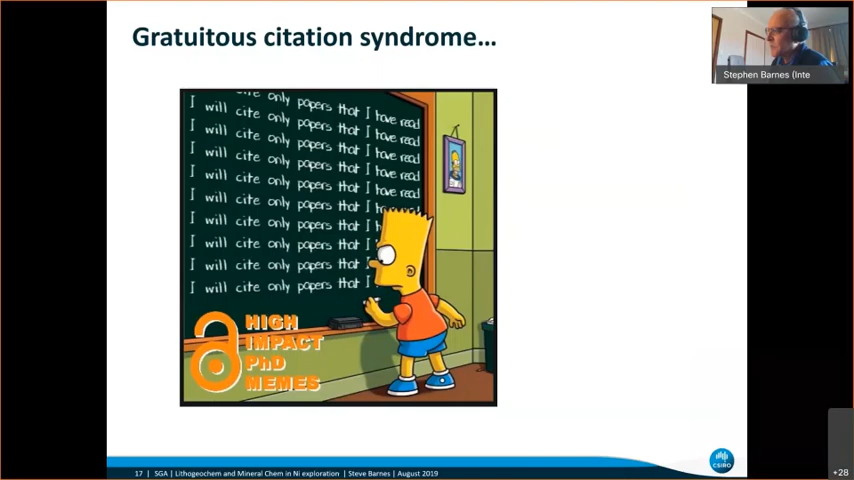 Gratuitous citation syndrome...
Stephen Barnes (Inte
cite only papers that I have read
I will cite only papers that I have read
I will cite only papers that I have read
I will cite only papers that I have read
I will cite only papers that I have read
I will cite only papers that I h
I will cite only papers that I h
I will cite only papers that I
I will cite only papers that I
I will cite only papers that I
HIGH
IMPACT
PhD
MEMES
17 | SGA | Lithogeochem and Mineral Chem in Ni exploration | Steve Barnes | August 2019
CSIRO
+28